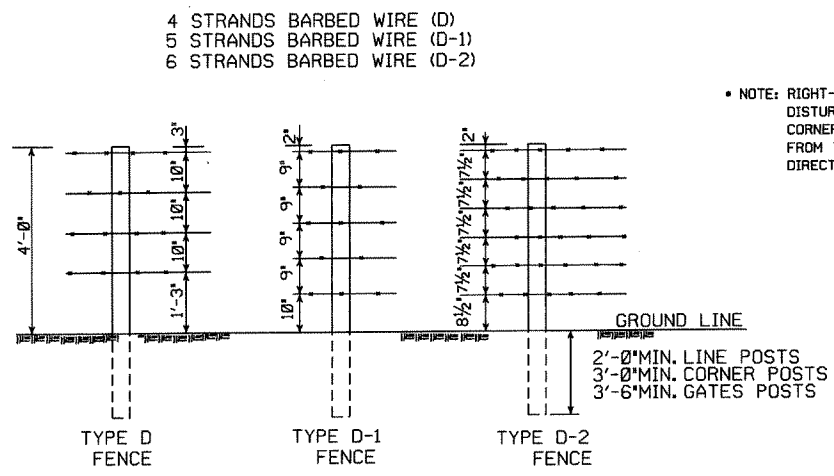 4 STRANDS BARBED WIRE (D)
5 STRANDS BARBED WIRE (D-1)
6 STRANDS BARBED WIRE (D-2)
• NOTE: RIGHT-
DISTUR
CORNER
FROM
DIRECT
4'-0"
3"
10"
10"
10"
1'-3"
2"
9"
9"
9"
9"
10"
2"
7½"
7½"
7½"
7½"
7½"
8½"
GROUND LINE
2'-0"MIN. LINE POSTS
3'-0"MIN. CORNER POSTS
3'-6"MIN. GATES POSTS
TYPE D
FENCE
TYPE D-1
FENCE
TYPE D-2
FENCE